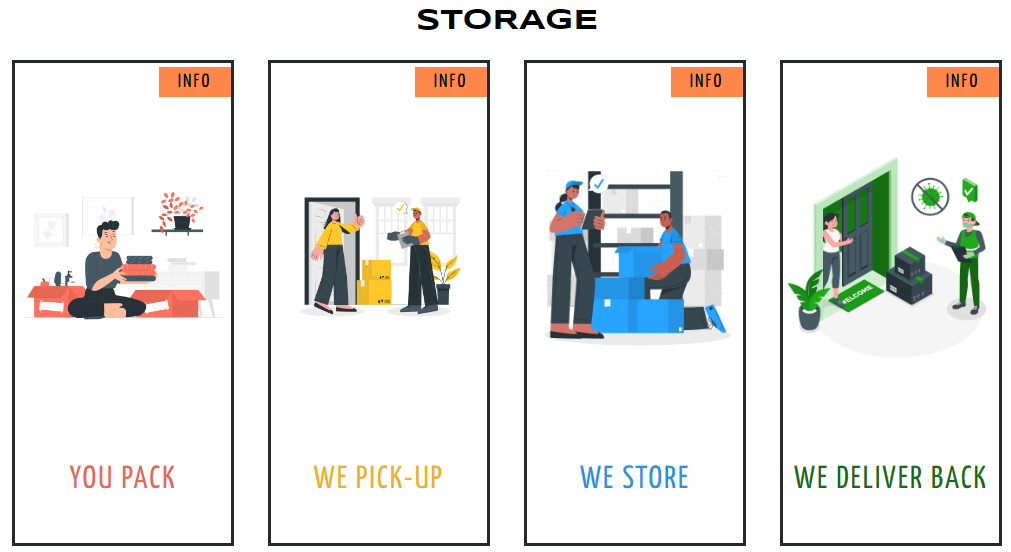 STORAGE
INFO
INFO
INFO
INFO
WELCOME
YOU PACK
WE PICK-UP
WE STORE
WE DELIVER BACK